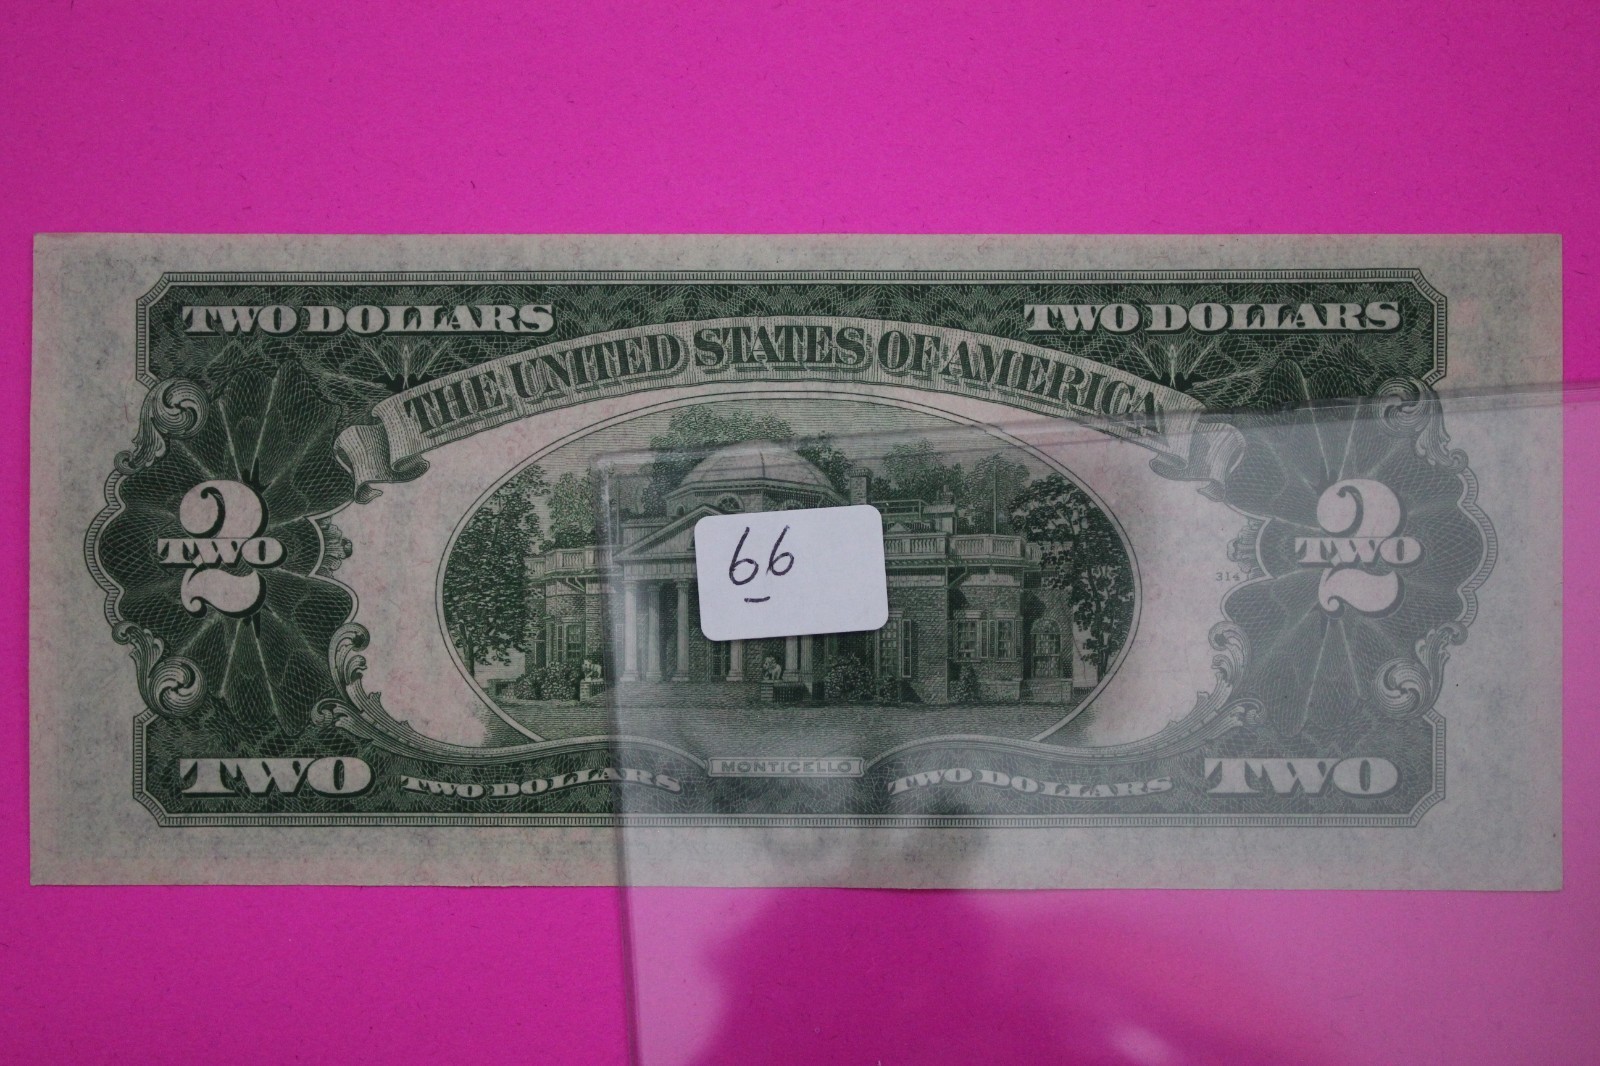 TWO DOLLARS TWO DOLLARS
THE UNITED STATES OF AMERICA
2 2
TWO TWO
66
314
MONTICELLO
TWO TWO DOLLARS TWO DOLLARS TWO